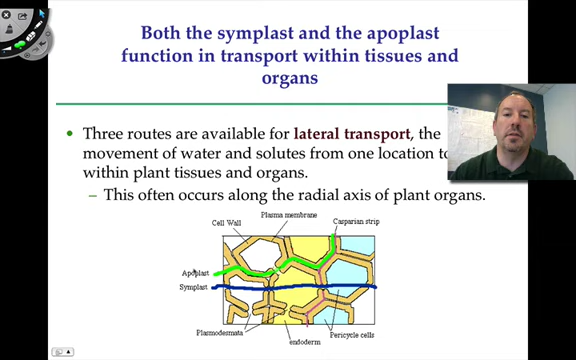 Both the symplast and the apoplast
function in transport within tissues and
organs
• Three routes are available for lateral transport, the
movement of water and solutes from one location to
within plant tissues and organs.
– This often occurs along the radial axis of plant organs.
Plasma membrane
Cell Wall
Casparian strip
Apoplast
Symplast
Plasmodesmata
endoderm
Pericycle cells